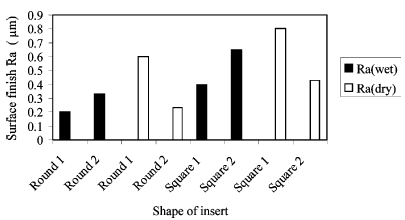 Surface finish Ra ( μm)
0.9
0.8
0.7
0.6
0.5
0.4
0.3
0.2
0.1
0
Round 1
Round 2
Round 1
Round 2
Square 1
Square 2
Square 1
Square 2
Shape of insert
Ra(wet)
Ra(dry)